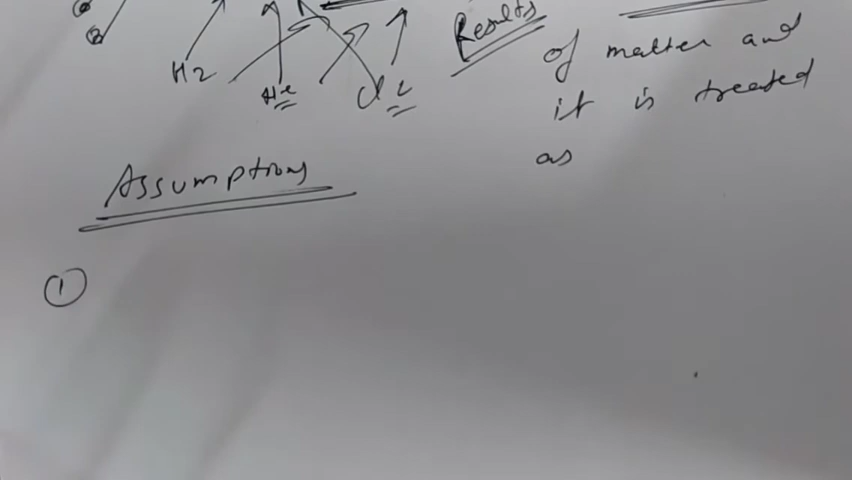 Results
of matter and
it is treated
as
H2
He
Cl2
Assumptions
①